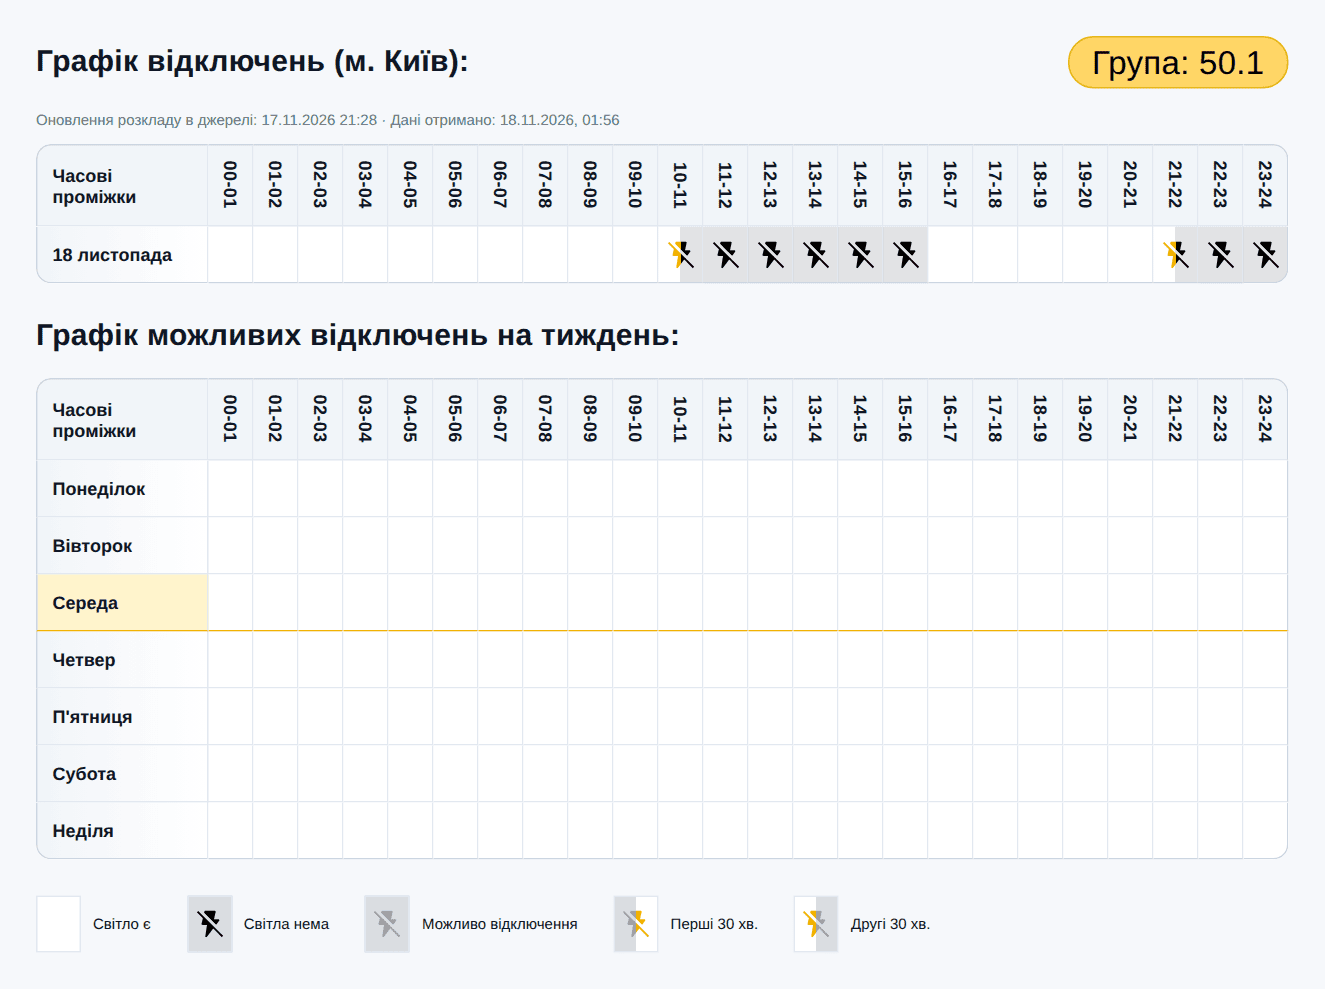 Графік відключень (м. Київ):
Група: 50.1
Оновлення розкладу в джерелі: 17.11.2026 21:28 · Дані отримано: 18.11.2026, 01:56
Часові проміжки 00-01 01-02 02-03 03-04 04-05 05-06 06-07 07-08 08-09 09-10 10-11 11-12 12-13 13-14 14-15 15-16 16-17 17-18 18-19 19-20 20-21 21-22 22-23 23-24
18 листопада
Графік можливих відключень на тиждень:
Часові проміжки 00-01 01-02 02-03 03-04 04-05 05-06 06-07 07-08 08-09 09-10 10-11 11-12 12-13 13-14 14-15 15-16 16-17 17-18 18-19 19-20 20-21 21-22 22-23 23-24
Понеділок
Вівторок
Середа
Четвер
П'ятниця
Субота
Неділя
Світло є Світла нема Можливо відключення Перші 30 хв. Другі 30 хв.